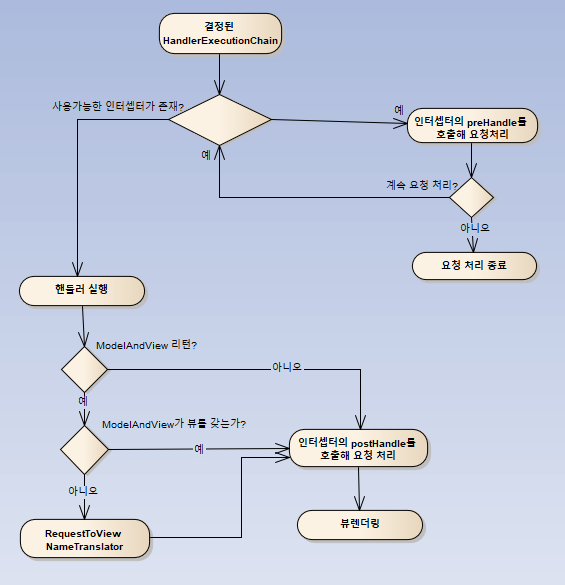 결정된
HandlerExecutionChain
사용가능한 인터셉터가 존재?
예
인터셉터의 preHandle를
호출해 요청처리
예
계속 요청 처리?
아니오
요청 처리 종료
핸들러 실행
ModelAndView 리턴?
아니오
예
ModelAndView가 뷰를 갖는가?
예
인터셉터의 postHandle를
호출해 요청 처리
아니오
RequestToView
NameTranslator
뷰렌더링